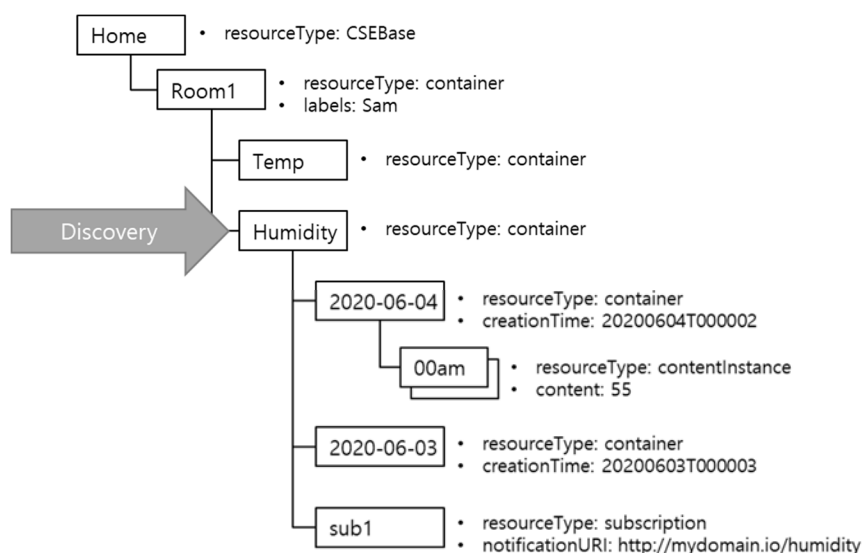 Home
• resourceType: CSEBase
Room1
• resourceType: container
• labels: Sam
Temp
• resourceType: container
Discovery
Humidity
• resourceType: container
2020-06-04
• resourceType: container
• creationTime: 20200604T000002
00am
• resourceType: contentInstance
• content: 55
2020-06-03
• resourceType: container
• creationTime: 20200603T000003
sub1
• resourceType: subscription
• notificationURI: http://mydomain.io/humidity